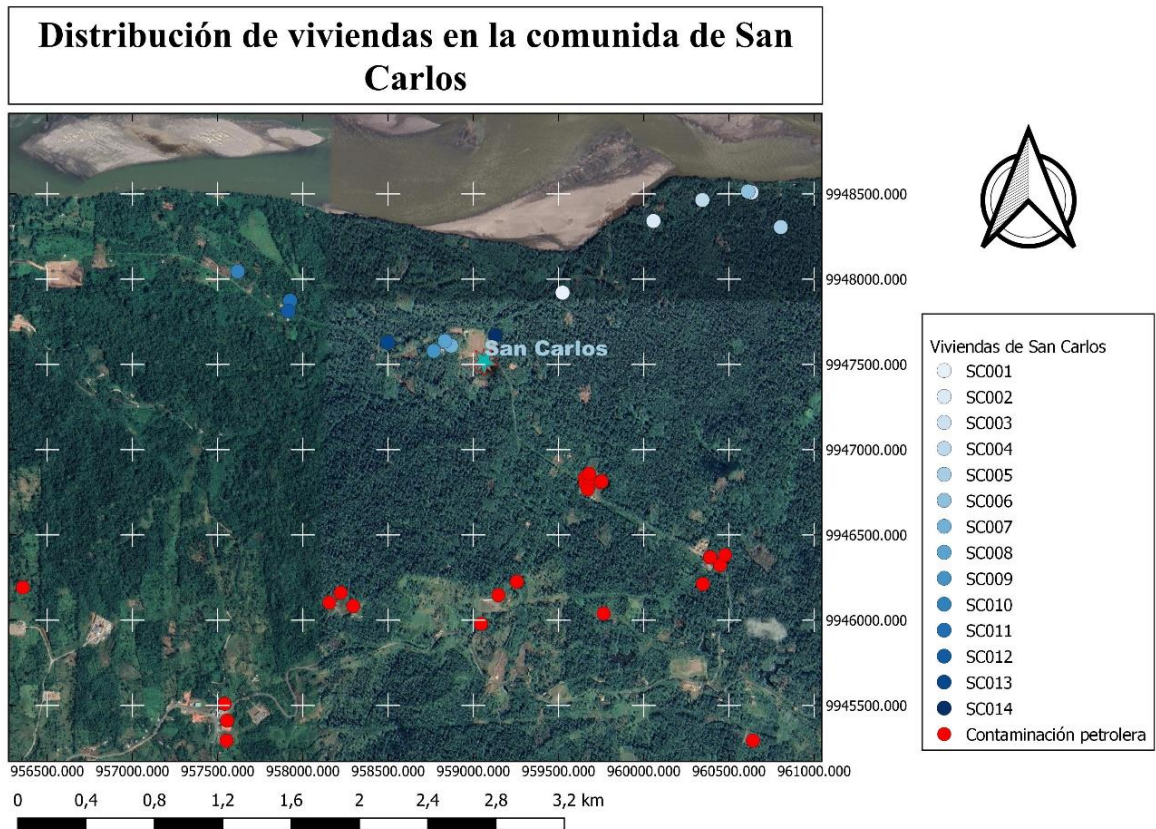 Distribución de viviendas en la comunida de San
Carlos
San Carlos
9948500.000
9948000.000
9947500.000
9947000.000
9946500.000
9946000.000
9945500.000
956500.000 957000.000 957500.000 958000.000 958500.000 959000.000 959500.000 960000.000 960500.000 961000.000
0 0,4 0,8 1,2 1,6 2 2,4 2,8 3,2 km
Viviendas de San Carlos
SC001
SC002
SC003
SC004
SC005
SC006
SC007
SC008
SC009
SC010
SC011
SC012
SC013
SC014
Contaminación petrolera